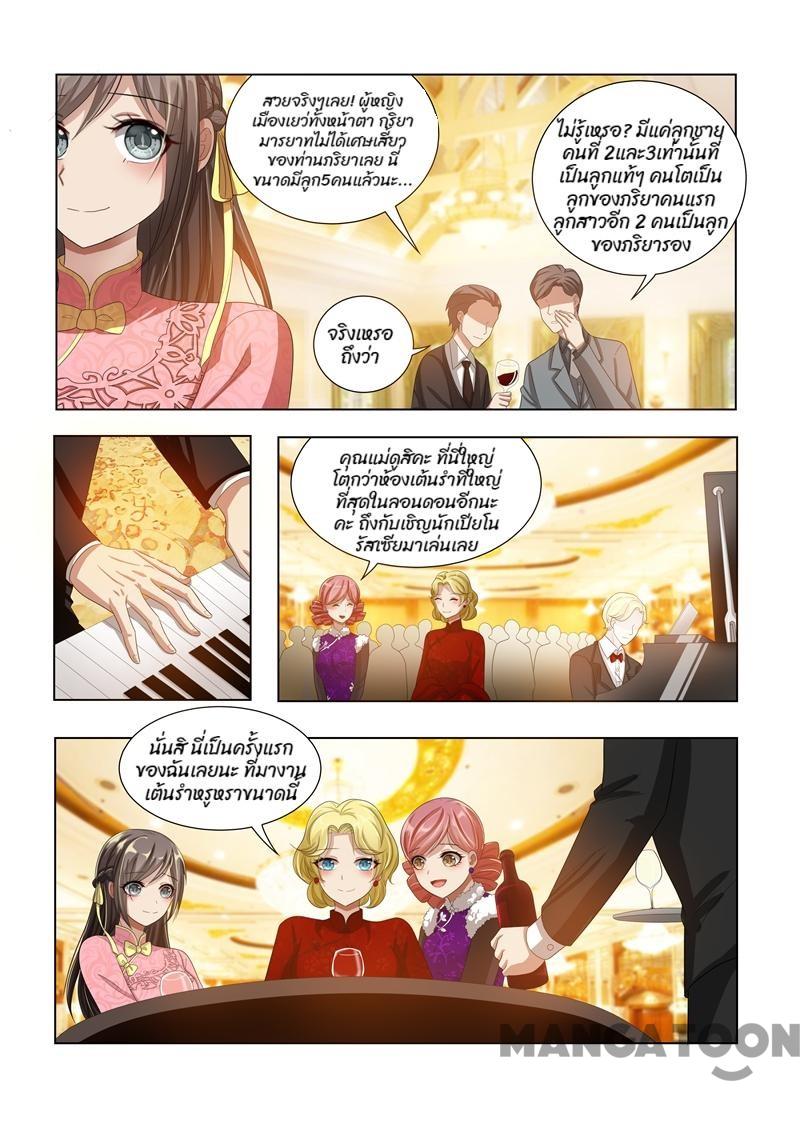 สวยจริงๆเลย! ผู้หญิง
เมืองเยว่ทั้งหน้าตา กริยา
มารยาทไม่ได้เศษเสี้ยว
ของท่านภริยาเลย นี่
ขนาดมีลูก5คนแล้วนะ...
ไม่รู้เหรอ? มีแค่ลูกชาย
คนที่ 2และ3เท่านั้นที่
เป็นลูกแท้ๆ คนโตเป็น
ลูกของภริยาคนแรก
ลูกสาวอีก 2 คนเป็นลูก
ของภริยารอง
จริงเหรอ
ถึงว่า
คุณแม่ดูสิคะ ที่นี่ใหญ่
โตกว่าห้องเต้นรำที่ใหญ่
ที่สุดในลอนดอนอีกนะ
คะ ถึงกับเชิญนักเปียโน
รัสเซียมาเล่นเลย
นั่นสิ นี่เป็นครั้งแรก
ของฉันเลยนะ ที่มางาน
เต้นรำหรูหราขนาดนี้
MANGATOON